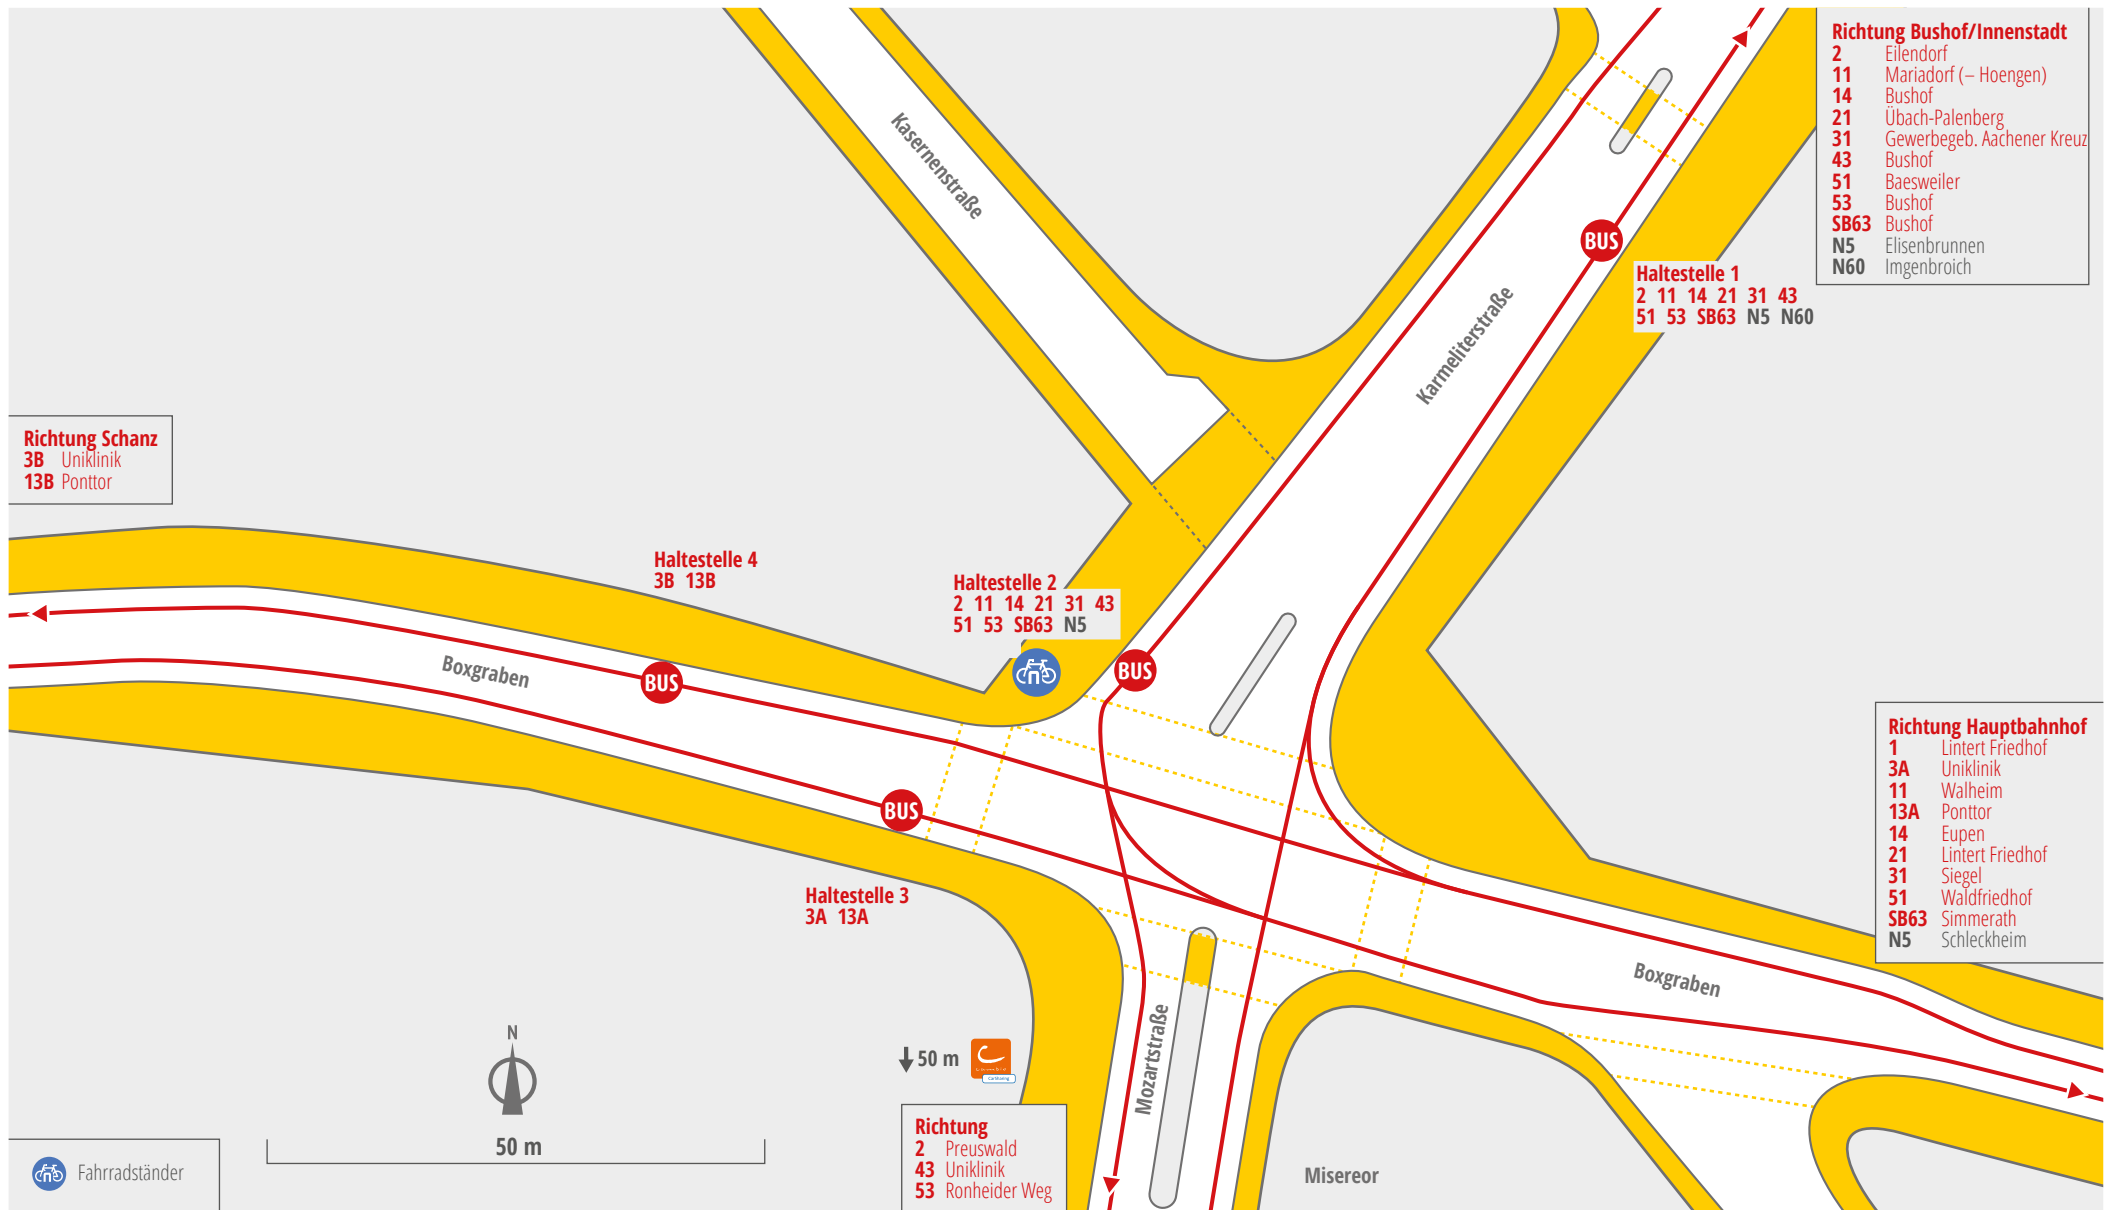 Richtung Bushof/Innenstadt
2 Eilendorf
11 Mariadorf (– Hoengen)
14 Bushof
21 Übach-Palenberg
31 Gewerbegeb. Aachener Kreuz
43 Bushof
51 Baesweiler
53 Bushof
SB63 Bushof
N5 Elisenbrunnen
N60 Imgenbroich
Kasernenstraße
BUS
Haltestelle 1
2 11 14 21 31 43
51 53 SB63 N5 N60
Karmeliterstraße
Richtung Schanz
3B Uniklinik
13B Ponttor
Haltestelle 4
3B 13B
Haltestelle 2
2 11 14 21 31 43
51 53 SB63 N5
Boxgraben
BUS
BUS
BUS
Haltestelle 3
3A 13A
Richtung Hauptbahnhof
1 Lintert Friedhof
3A Uniklinik
11 Walheim
13A Ponttor
14 Eupen
21 Lintert Friedhof
31 Siegel
51 Waldfriedhof
SB63 Simmerath
N5 Schleckheim
Boxgraben
Mozartstraße
N
50 m
50 m
Richtung
2 Preuswald
43 Uniklinik
53 Ronheider Weg
Misereor
Fahrradständer